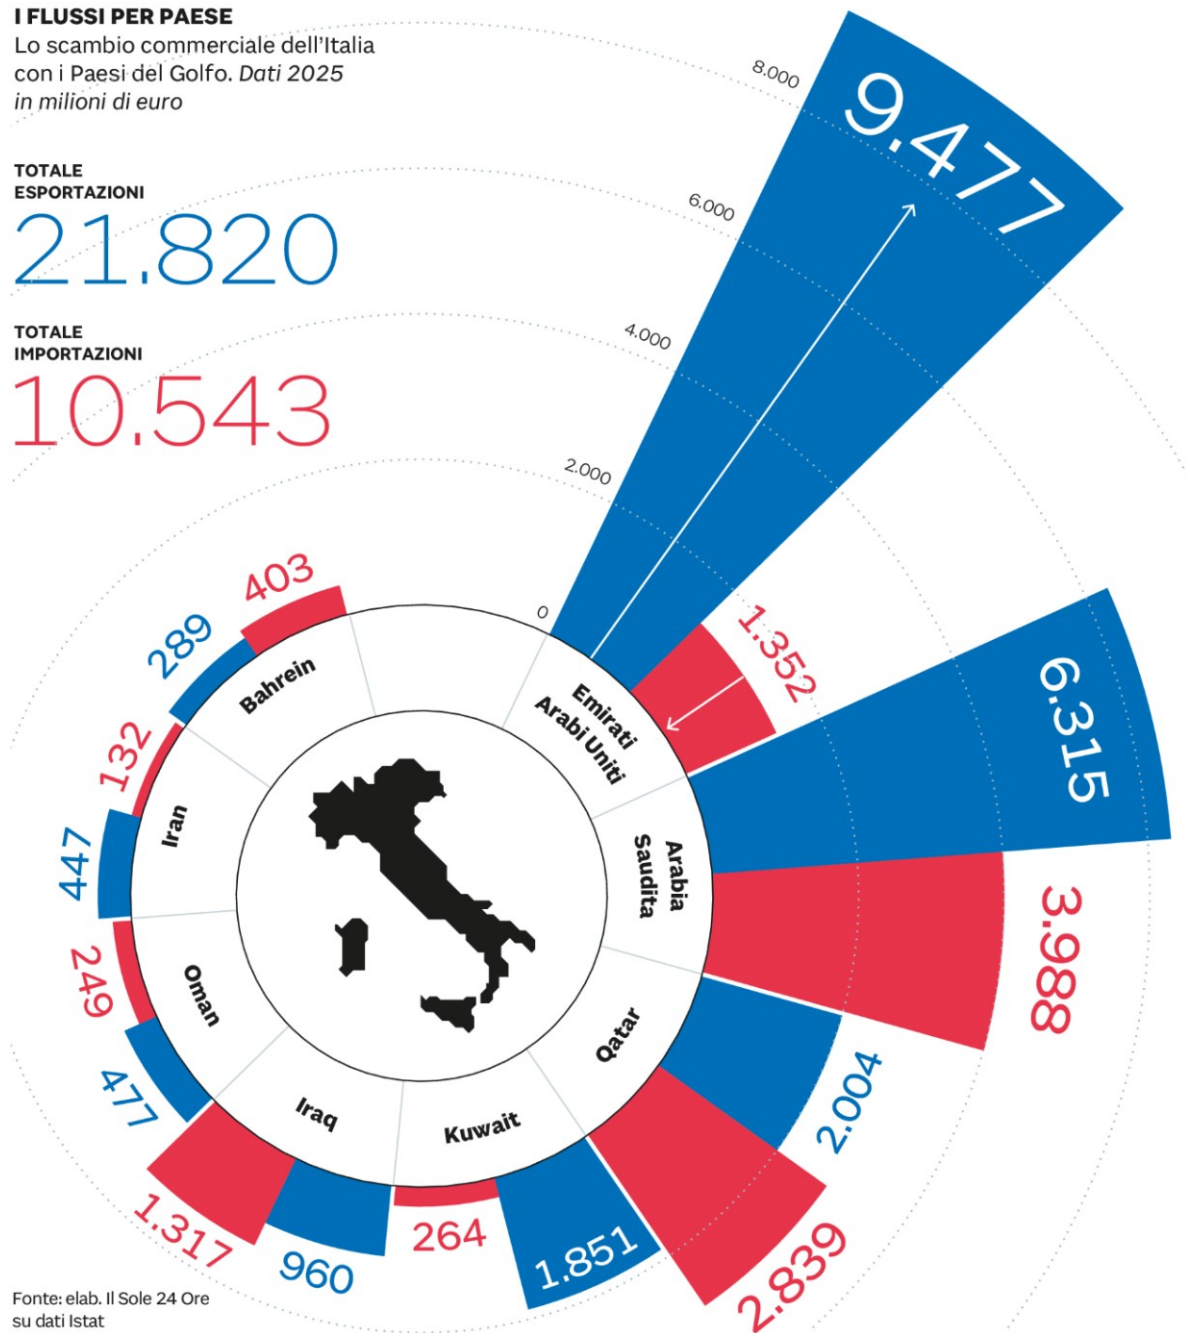 I FLUSSI PER PAESE
Lo scambio commerciale dell'Italia
con i Paesi del Golfo. Dati 2025
in milioni di euro
TOTALE
ESPORTAZIONI
21.820
TOTALE
IMPORTAZIONI
10.543
8.000
6.000
4.000
2.000
0
9.477
Emirati
Arabi Uniti
1.352
6.315
Arabia
Saudita
3.988
Qatar
2.004
2.839
Kuwait
1.851
264
Iraq
960
1.317
Oman
477
249
Iran
447
132
Bahrein
289
403
Fonte: elab. Il Sole 24 Ore
su dati Istat